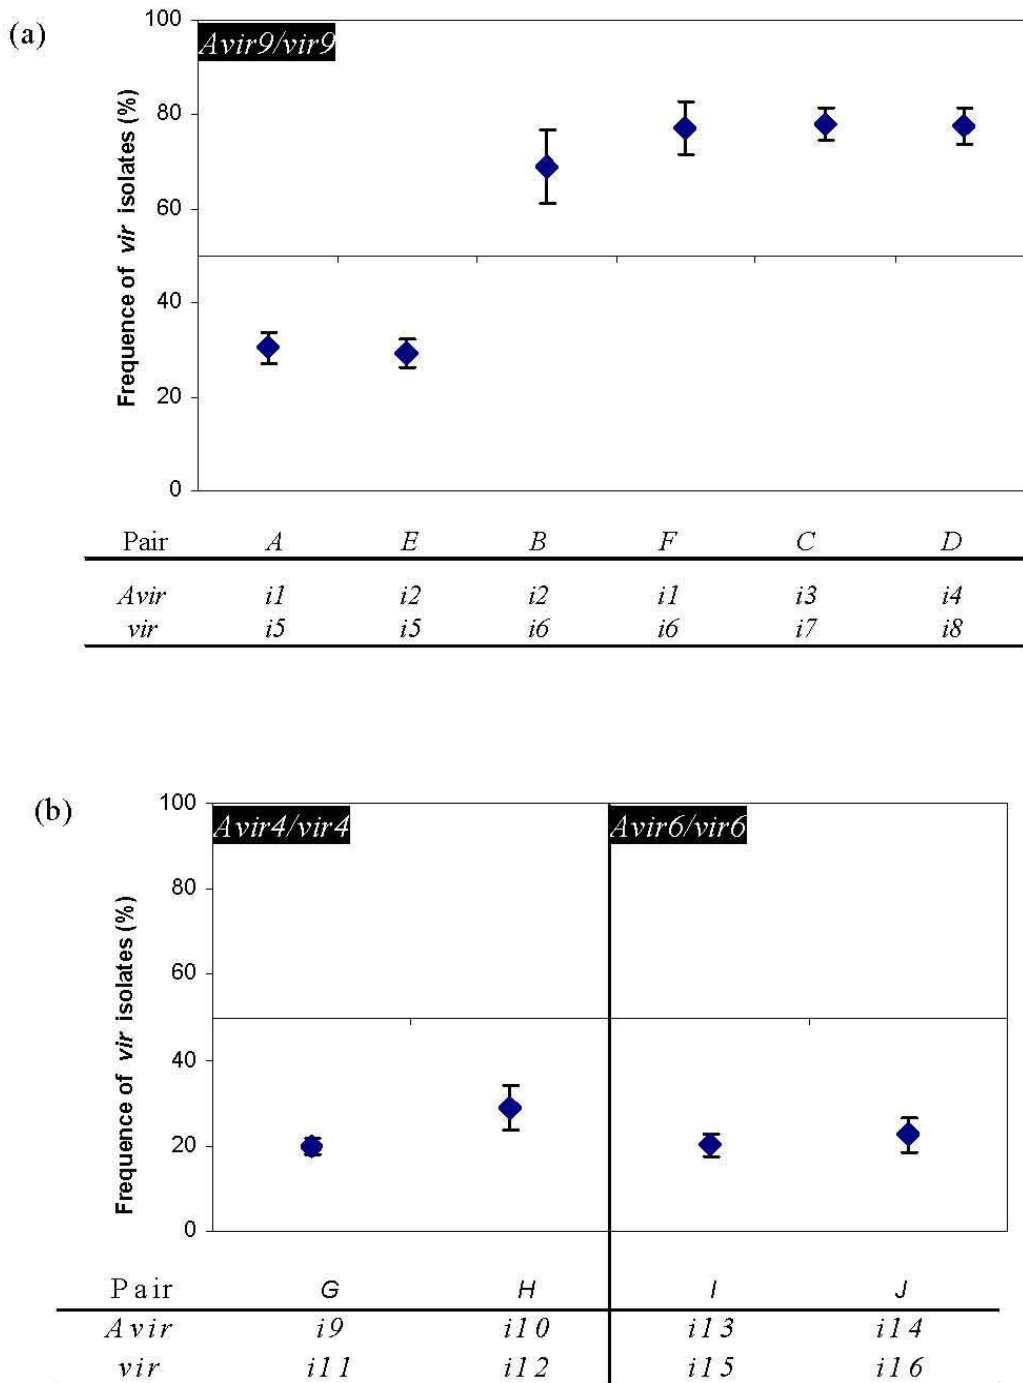 (a)
Avir9/vir9
Frequence of vir isolates (%)
100
80
60
40
20
0
Pair A E B F C D
Avir i1 i2 i2 i1 i3 i4
vir i5 i5 i6 i6 i7 i8
(b)
Avir4/vir4 Avir6/vir6
Frequence of vir isolates (%)
100
80
60
40
20
0
Pair G H I J
Avir i9 i10 i13 i14
vir i11 i12 i15 i16